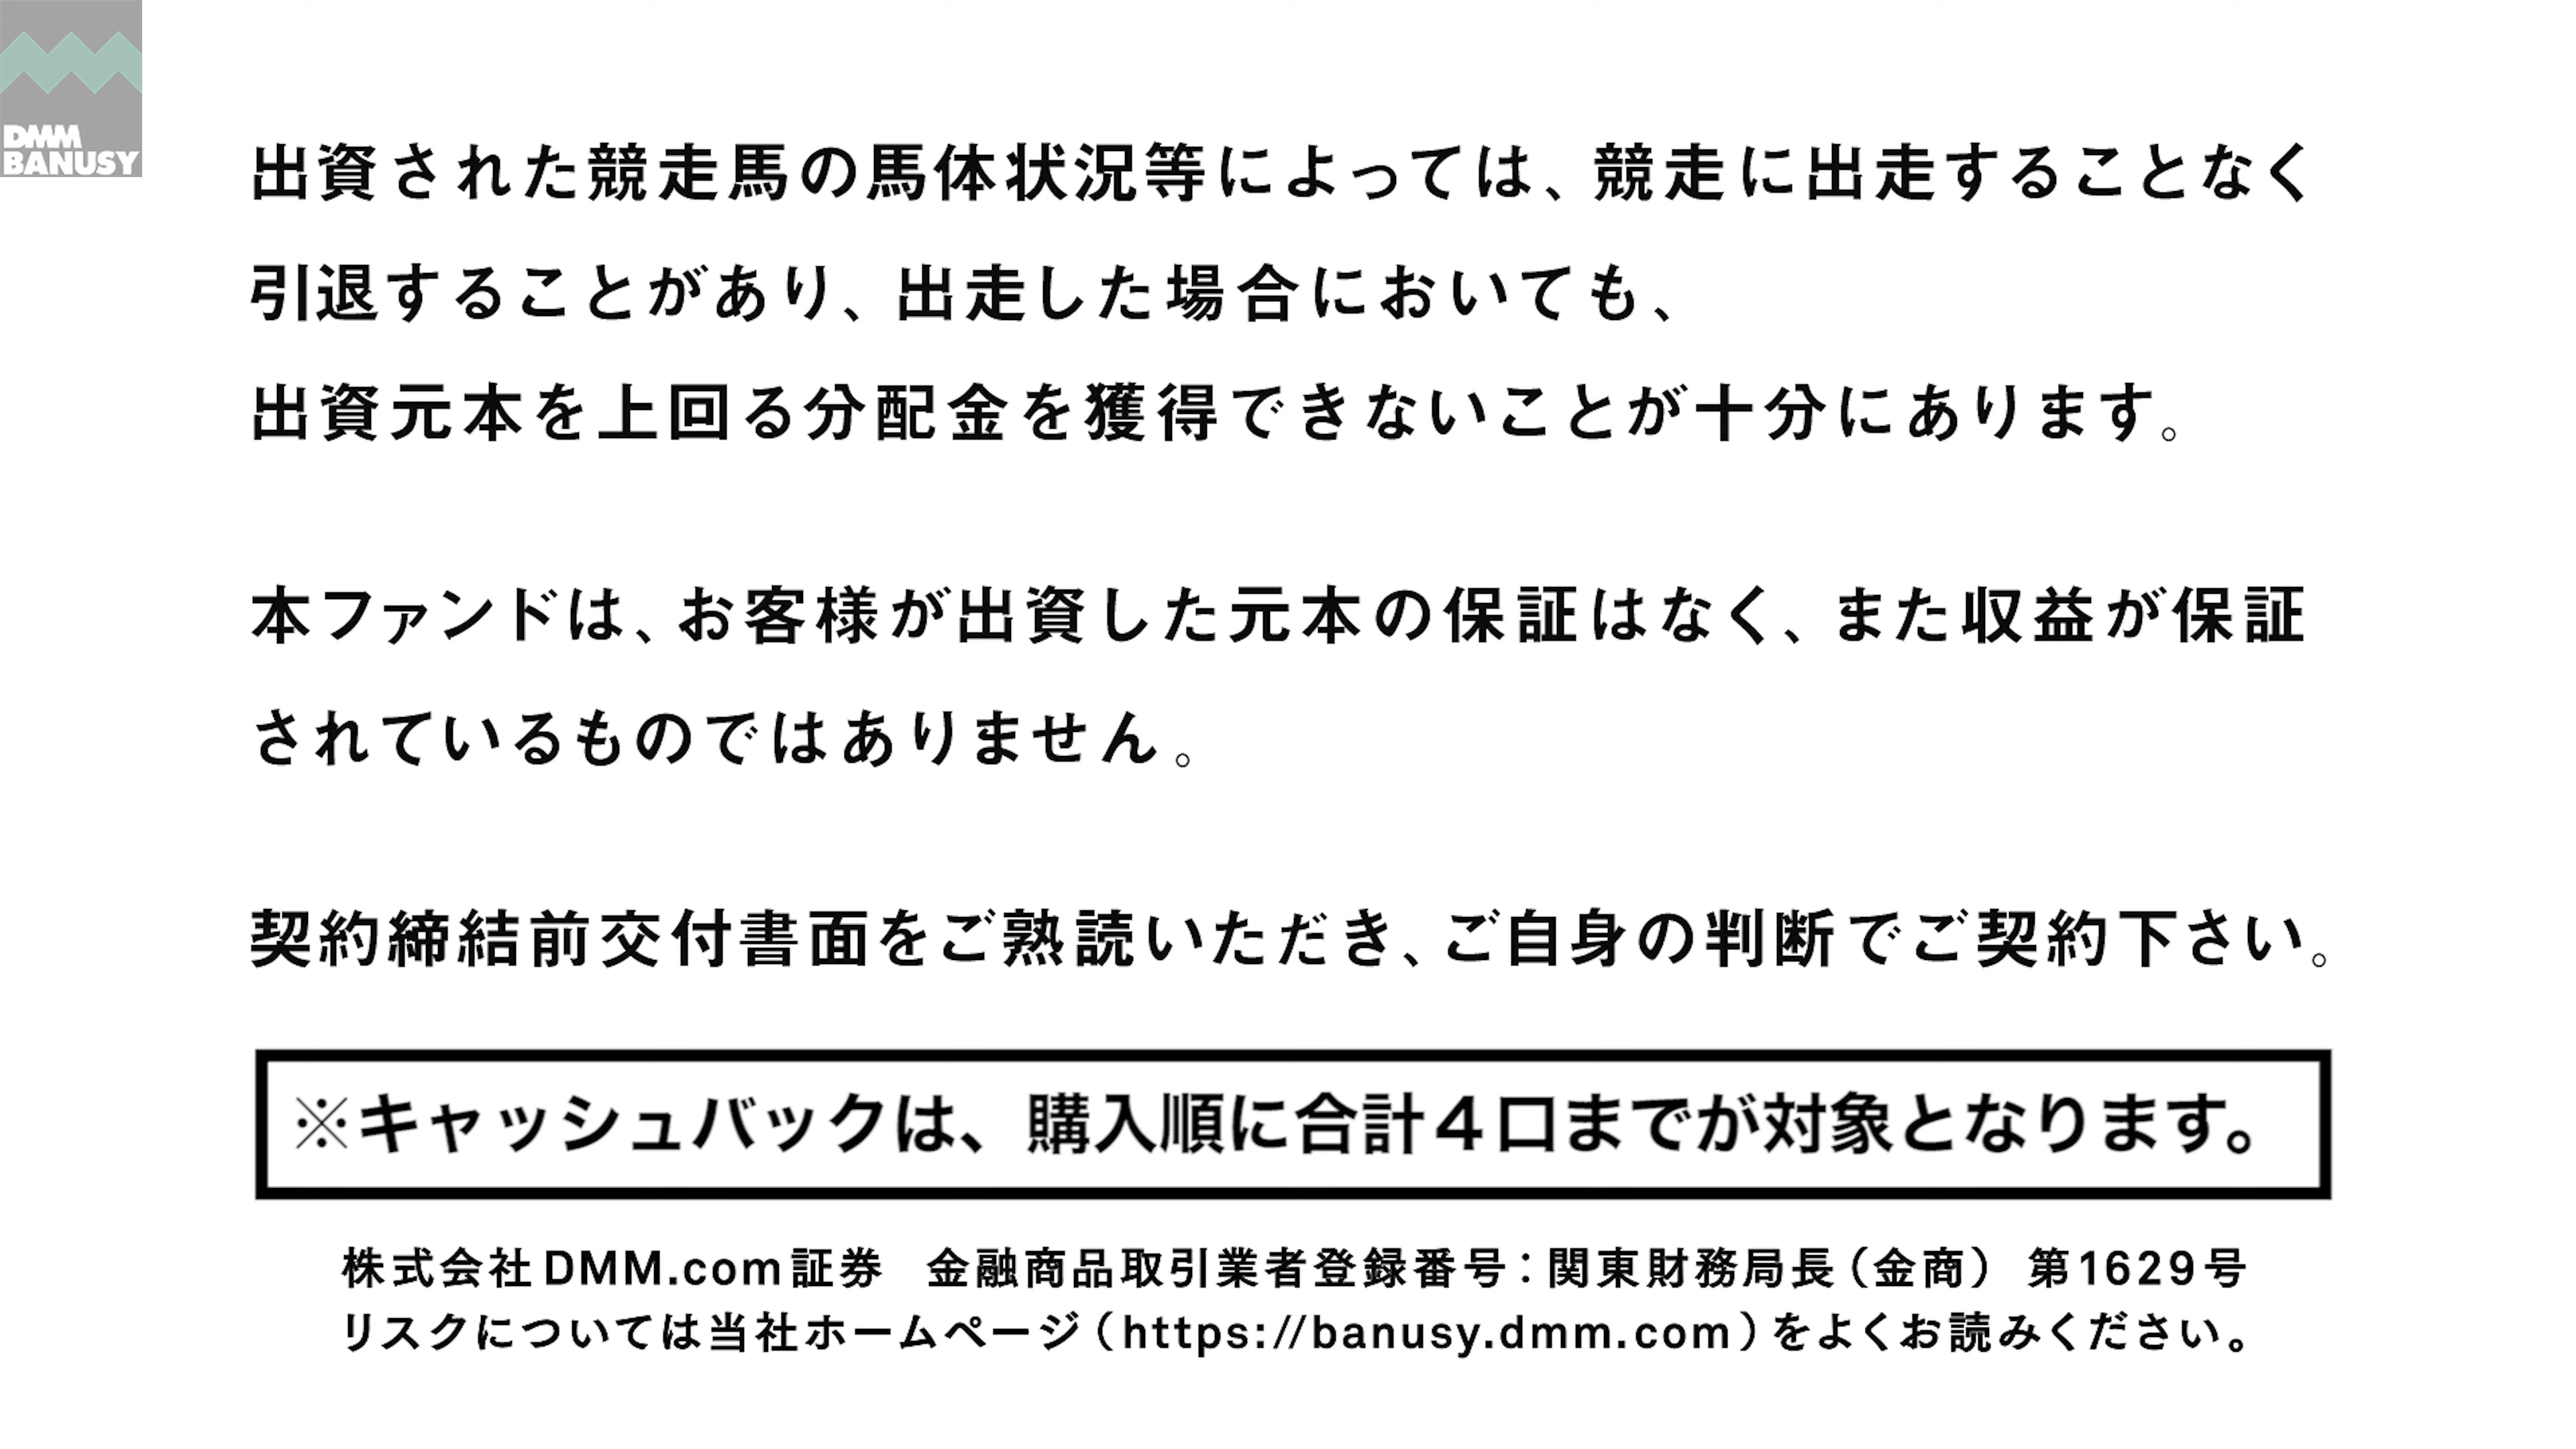 DMM
BANUSY
出資された競走馬の馬体状況等によっては、競走に出走することなく
引退することがあり、出走した場合においても、
出資元本を上回る分配金を獲得できないことが十分にあります。
本ファンドは、お客様が出資した元本の保証はなく、また収益が保証
されているものではありません。
契約締結前交付書面をご熟読いただき、ご自身の判断でご契約下さい。
※キャッシュバックは、購入順に合計４口までが対象となります。
株式会社DMM.com証券　金融商品取引業者登録番号：関東財務局長（金商） 第1629号
リスクについては当社ホームページ（https://banusy.dmm.com）をよくお読みください。